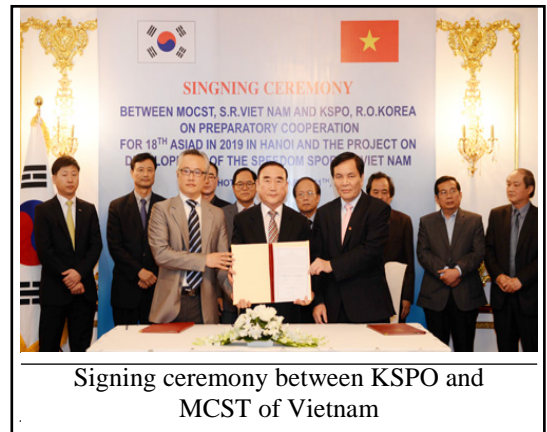 SINGNING CEREMONY
BETWEEN MOCST, S.R.VIET NAM AND KSPO, R.O.KOREA
ON PREPARATORY COOPERATION
FOR 18TH ASIAD IN 2019 IN HANOI AND THE PROJECT ON
OF THE SPEEDOM VIET NAM
Signing ceremony between KSPO and
MCST of Vietnam